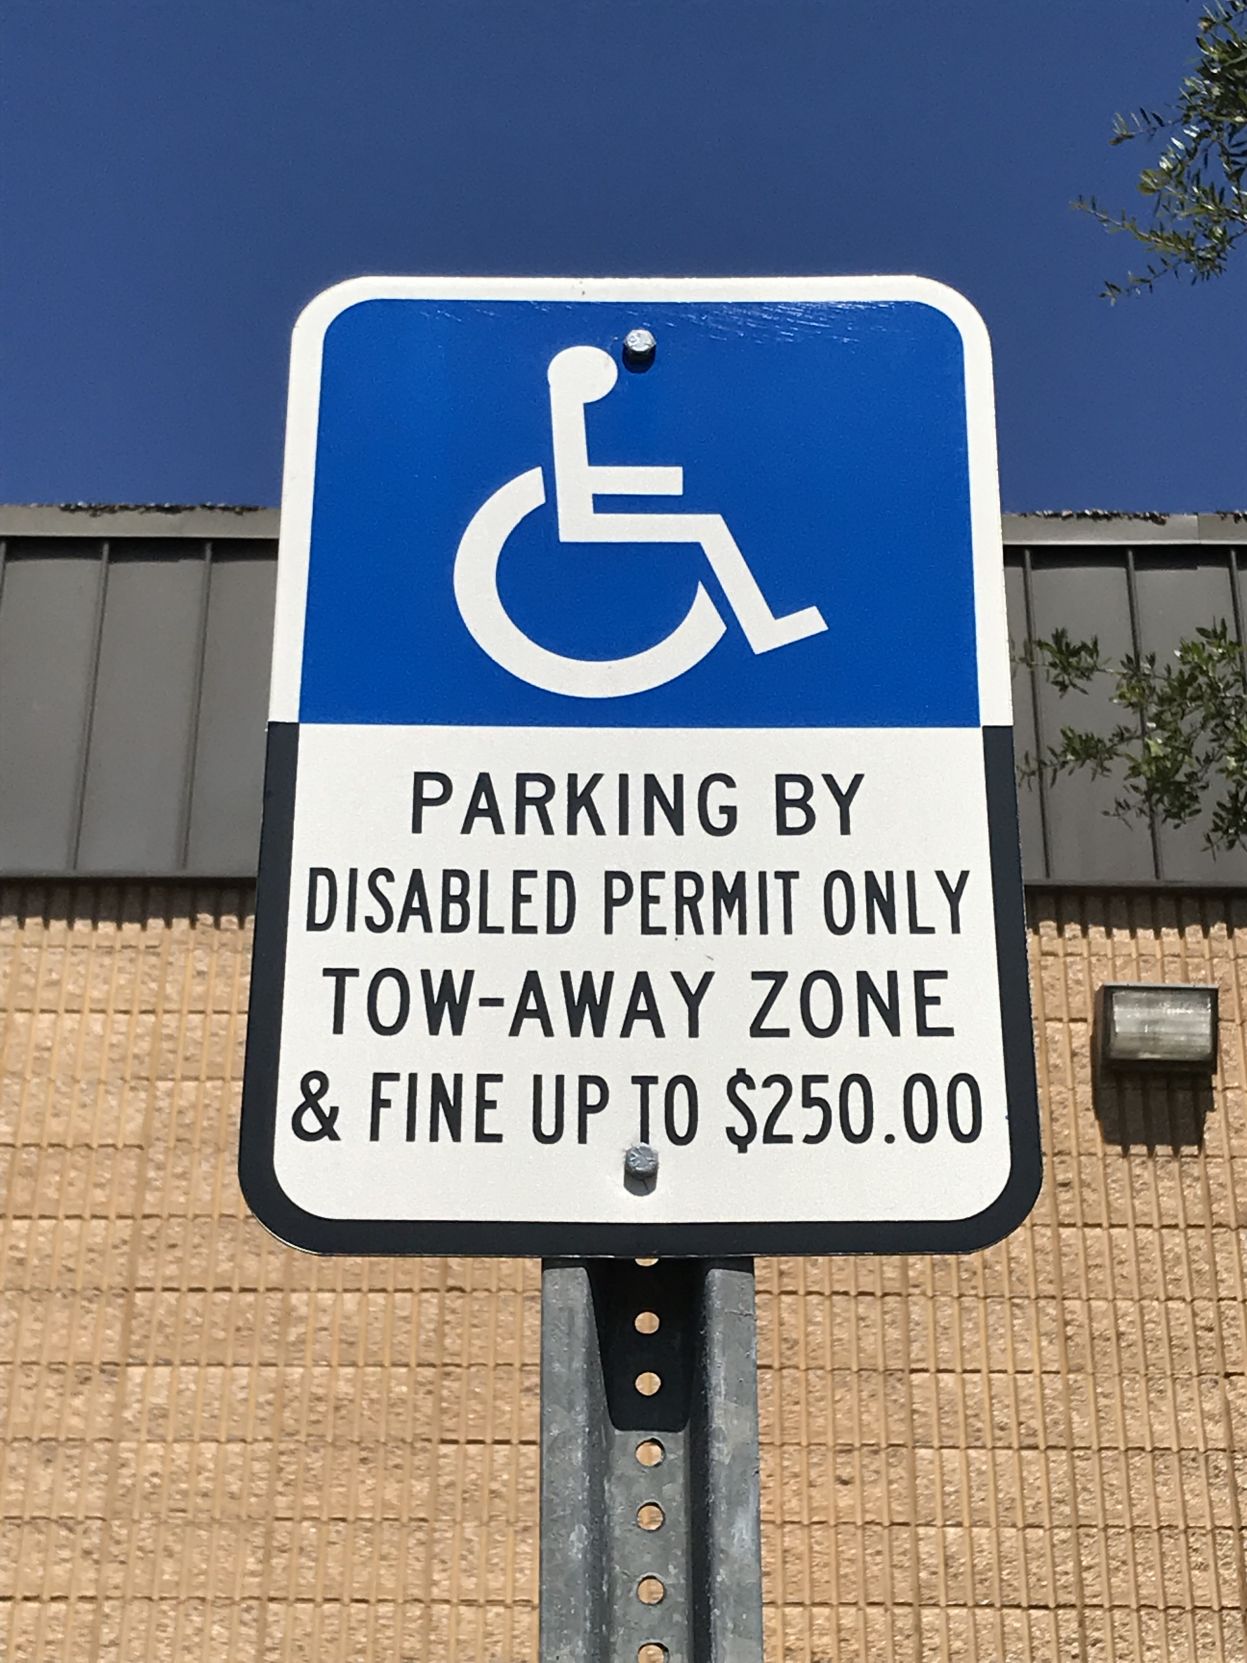 PARKING BY
DISABLED PERMIT ONLY
TOW-AWAY ZONE
& FINE UP TO $250.00